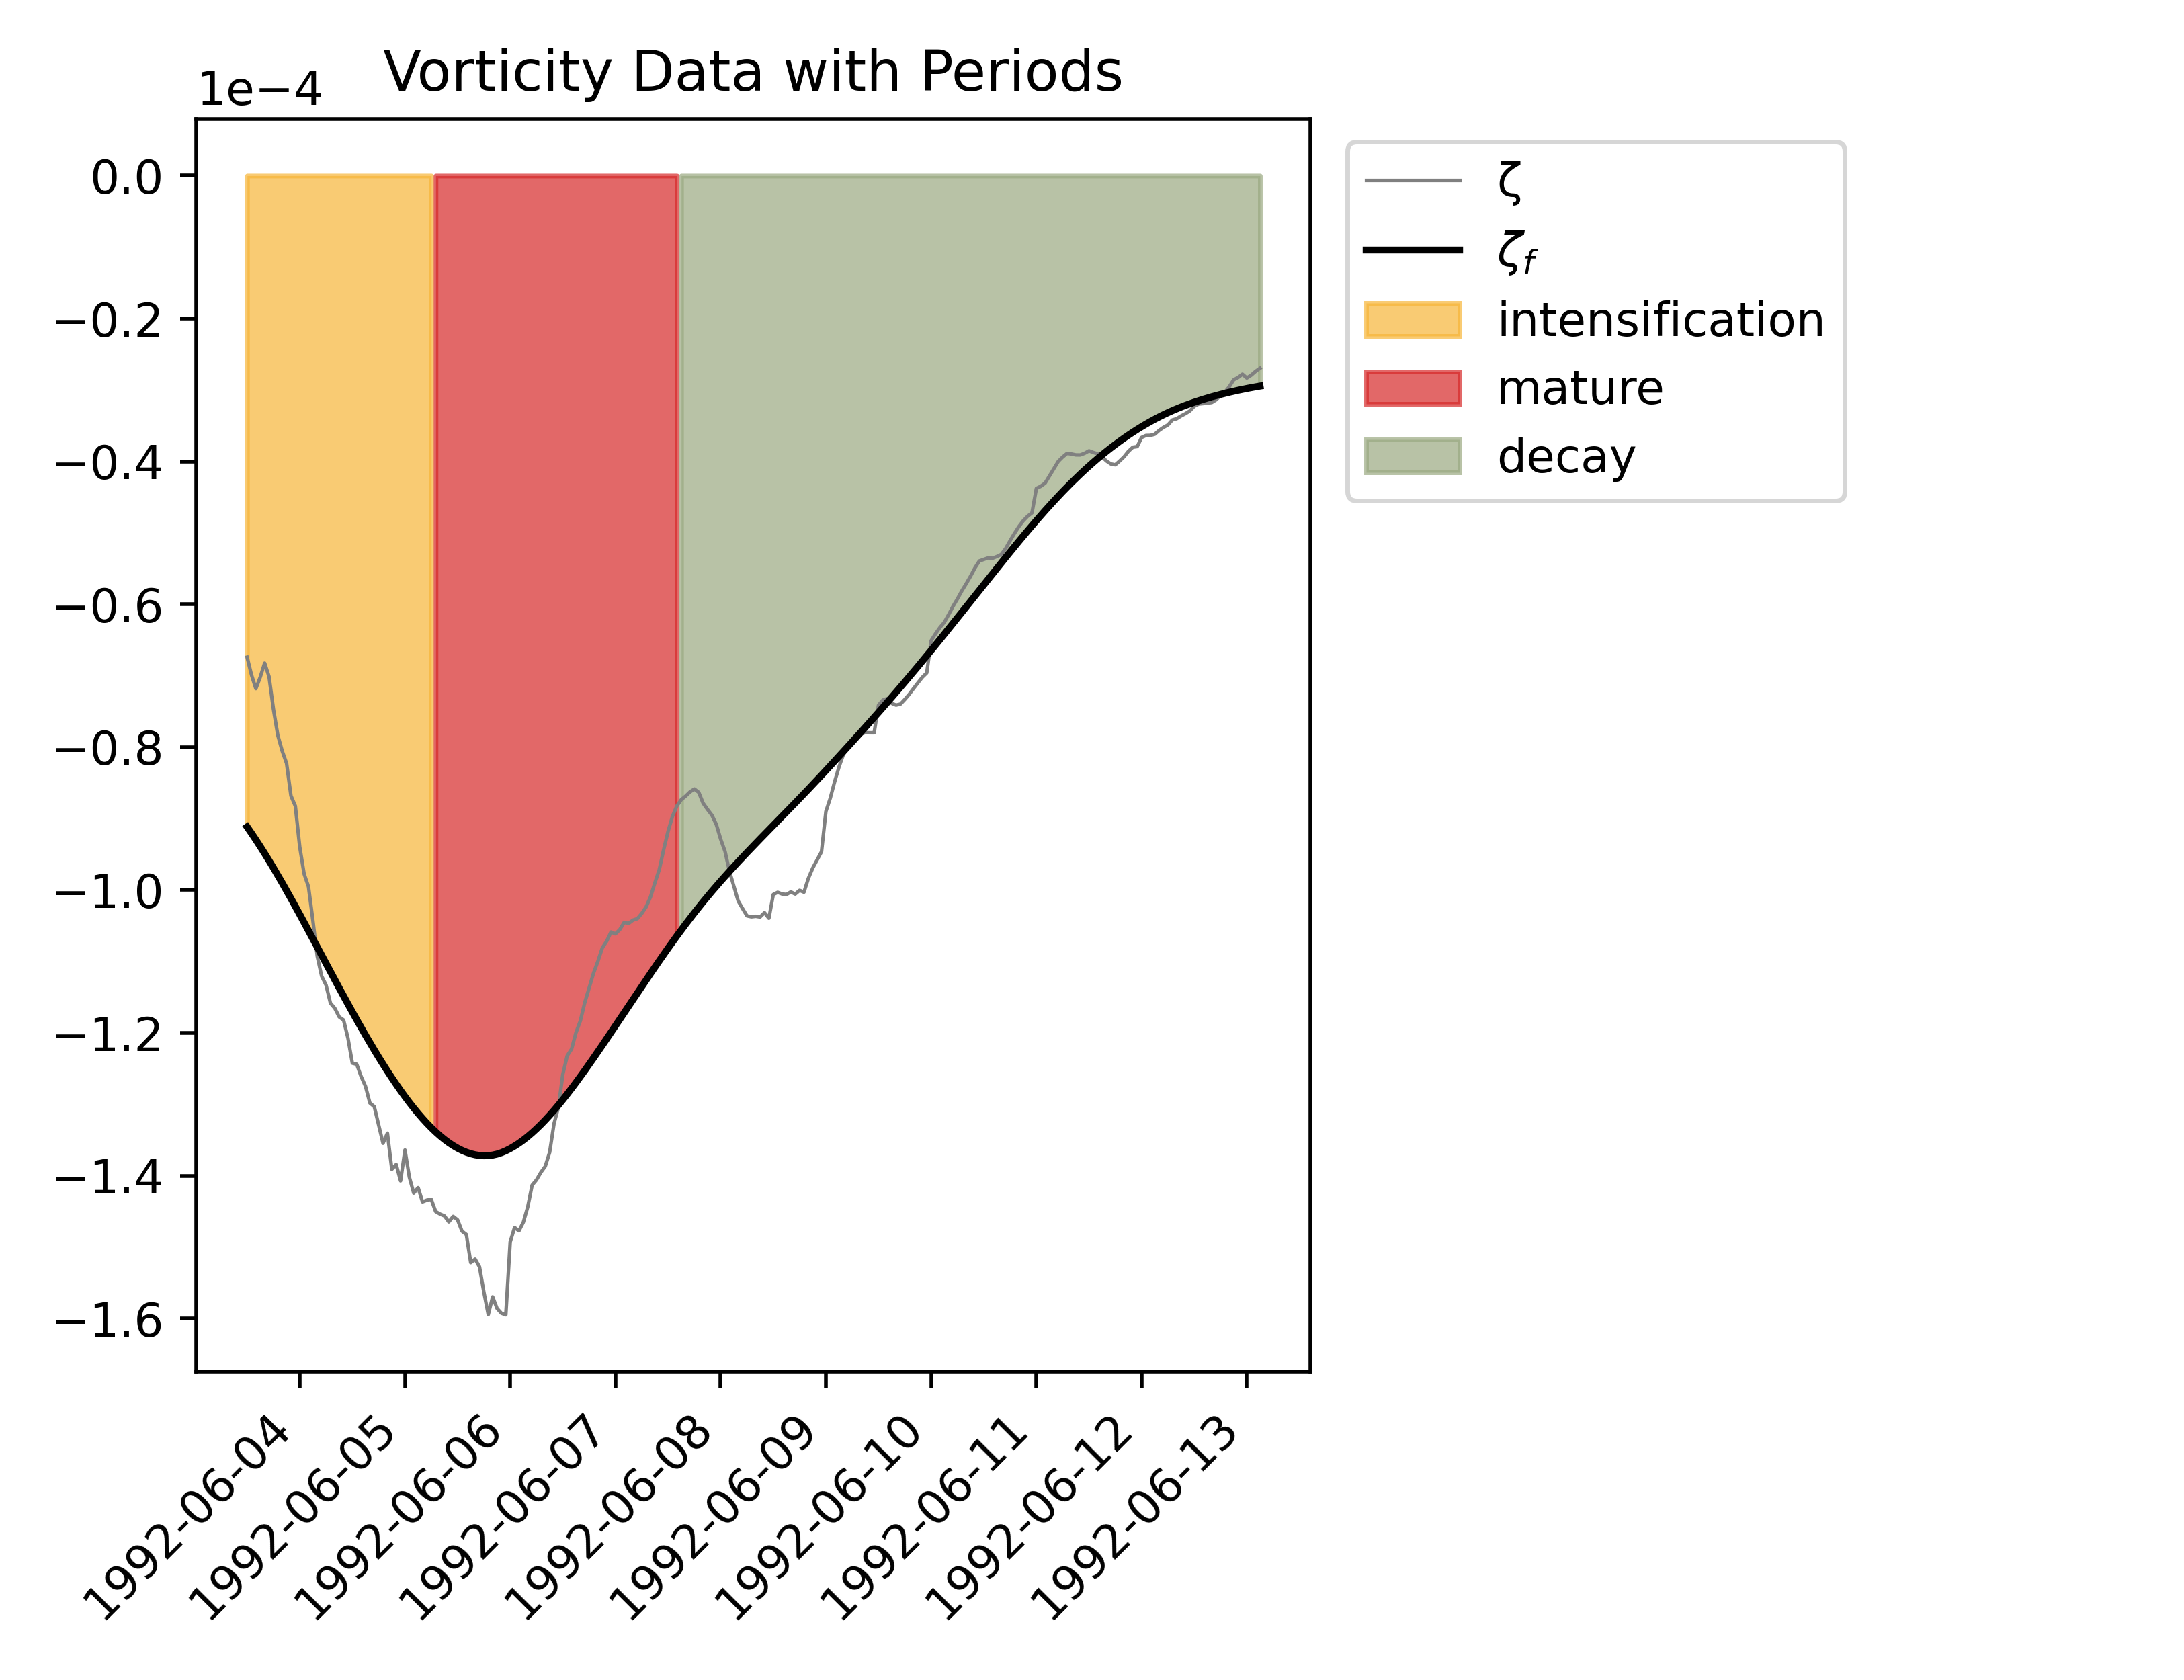 Vorticity Data with Periods
1e−4
0.0
−0.2
−0.4
−0.6
−0.8
−1.0
−1.2
−1.4
−1.6
1992-06-04
1992-06-05
1992-06-06
1992-06-07
1992-06-08
1992-06-09
1992-06-10
1992-06-11
1992-06-12
1992-06-13
ζ
ζf
intensification
mature
decay